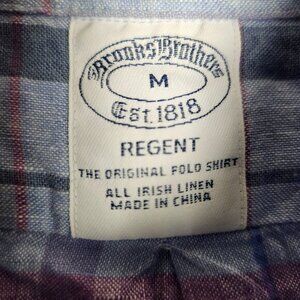 Brooks Brothers
M
Est. 1818
REGENT
THE ORIGINAL POLO SHIRT
ALL IRISH LINEN
MADE IN CHINA